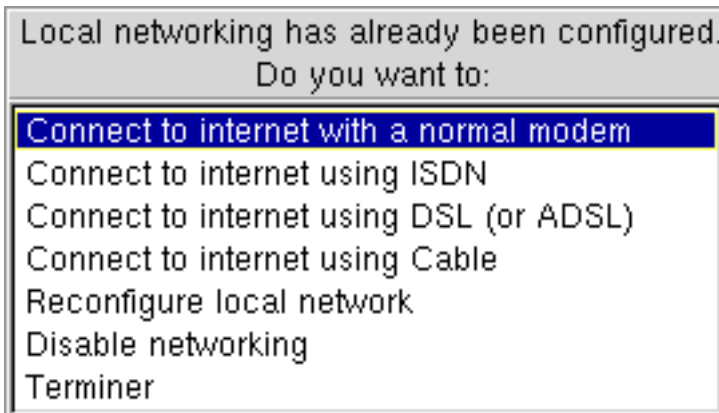 Local networking has already been configured.
Do you want to:
Connect to internet with a normal modem
Connect to internet using ISDN
Connect to internet using DSL (or ADSL)
Connect to internet using Cable
Reconfigure local network
Disable networking
Terminer